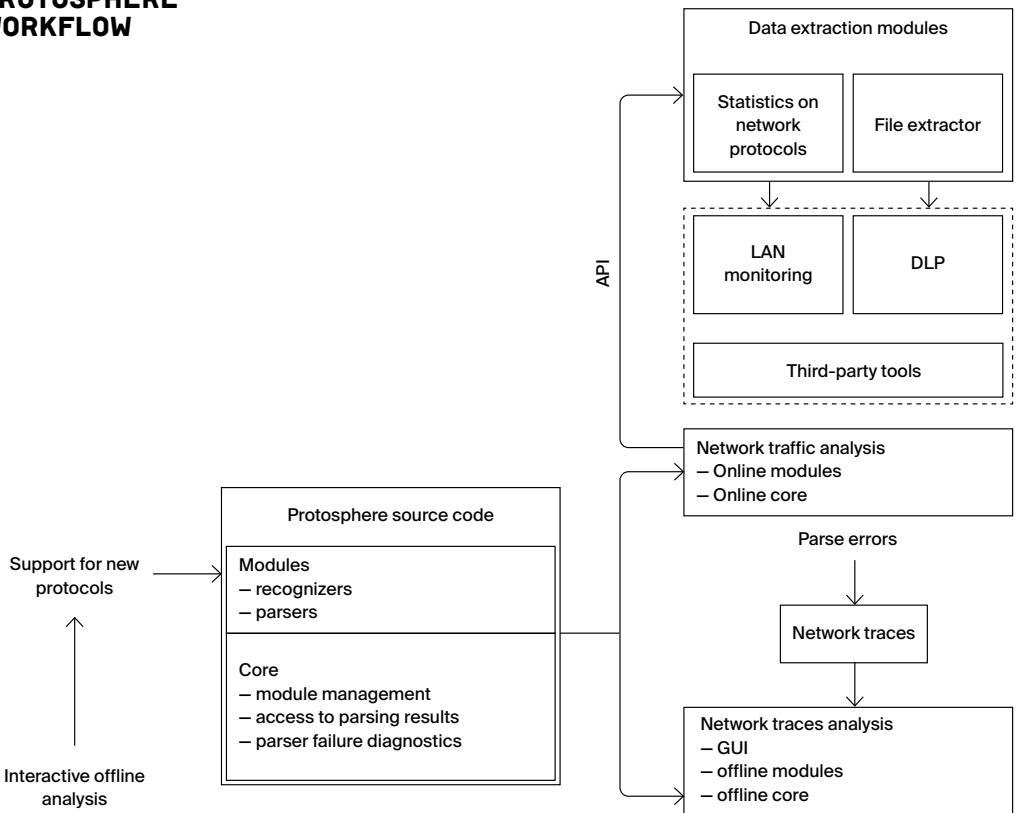 PROTOSPHERE
WORKFLOW
Data extraction modules
Statistics on
network
protocols
File extractor
LAN
monitoring
DLP
Third-party tools
API
Network traffic analysis
– Online modules
– Online core
Parse errors
Network traces
Network traces analysis
– GUI
– offline modules
– offline core
Protosphere source code
Modules
– recognizers
– parsers
Core
– module management
– access to parsing results
– parser failure diagnostics
Support for new
protocols
Interactive offline
analysis